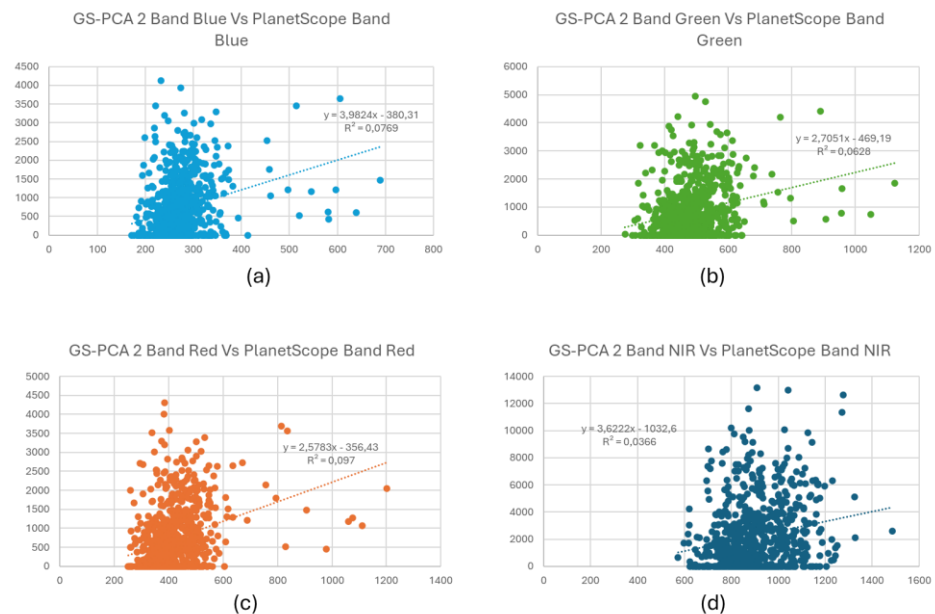 GS-PCA 2 Band Blue Vs PlanetScope Band
Blue
4500
4000
3500
3000
2500
2000
1500
1000
500
0
y = 3,9824x - 380,31
R² = 0,0769
0 100 200 300 400 500 600 700 800
(a)
GS-PCA 2 Band Green Vs PlanetScope Band
Green
6000
5000
4000
3000
2000
1000
0
y = 2,7051x - 469,19
R² = 0,0628
0 200 400 600 800 1000 1200
(b)
GS-PCA 2 Band Red Vs PlanetScope Band Red
5000
4500
4000
3500
3000
2500
2000
1500
1000
500
0
y = 2,5783x - 356,43
R² = 0,097
0 200 400 600 800 1000 1200 1400
(c)
GS-PCA 2 Band NIR Vs PlanetScope Band NIR
14000
12000
10000
8000
6000
4000
2000
0
y = 3,6222x - 1032,6
R² = 0,0366
0 200 400 600 800 1000 1200 1400 1600
(d)